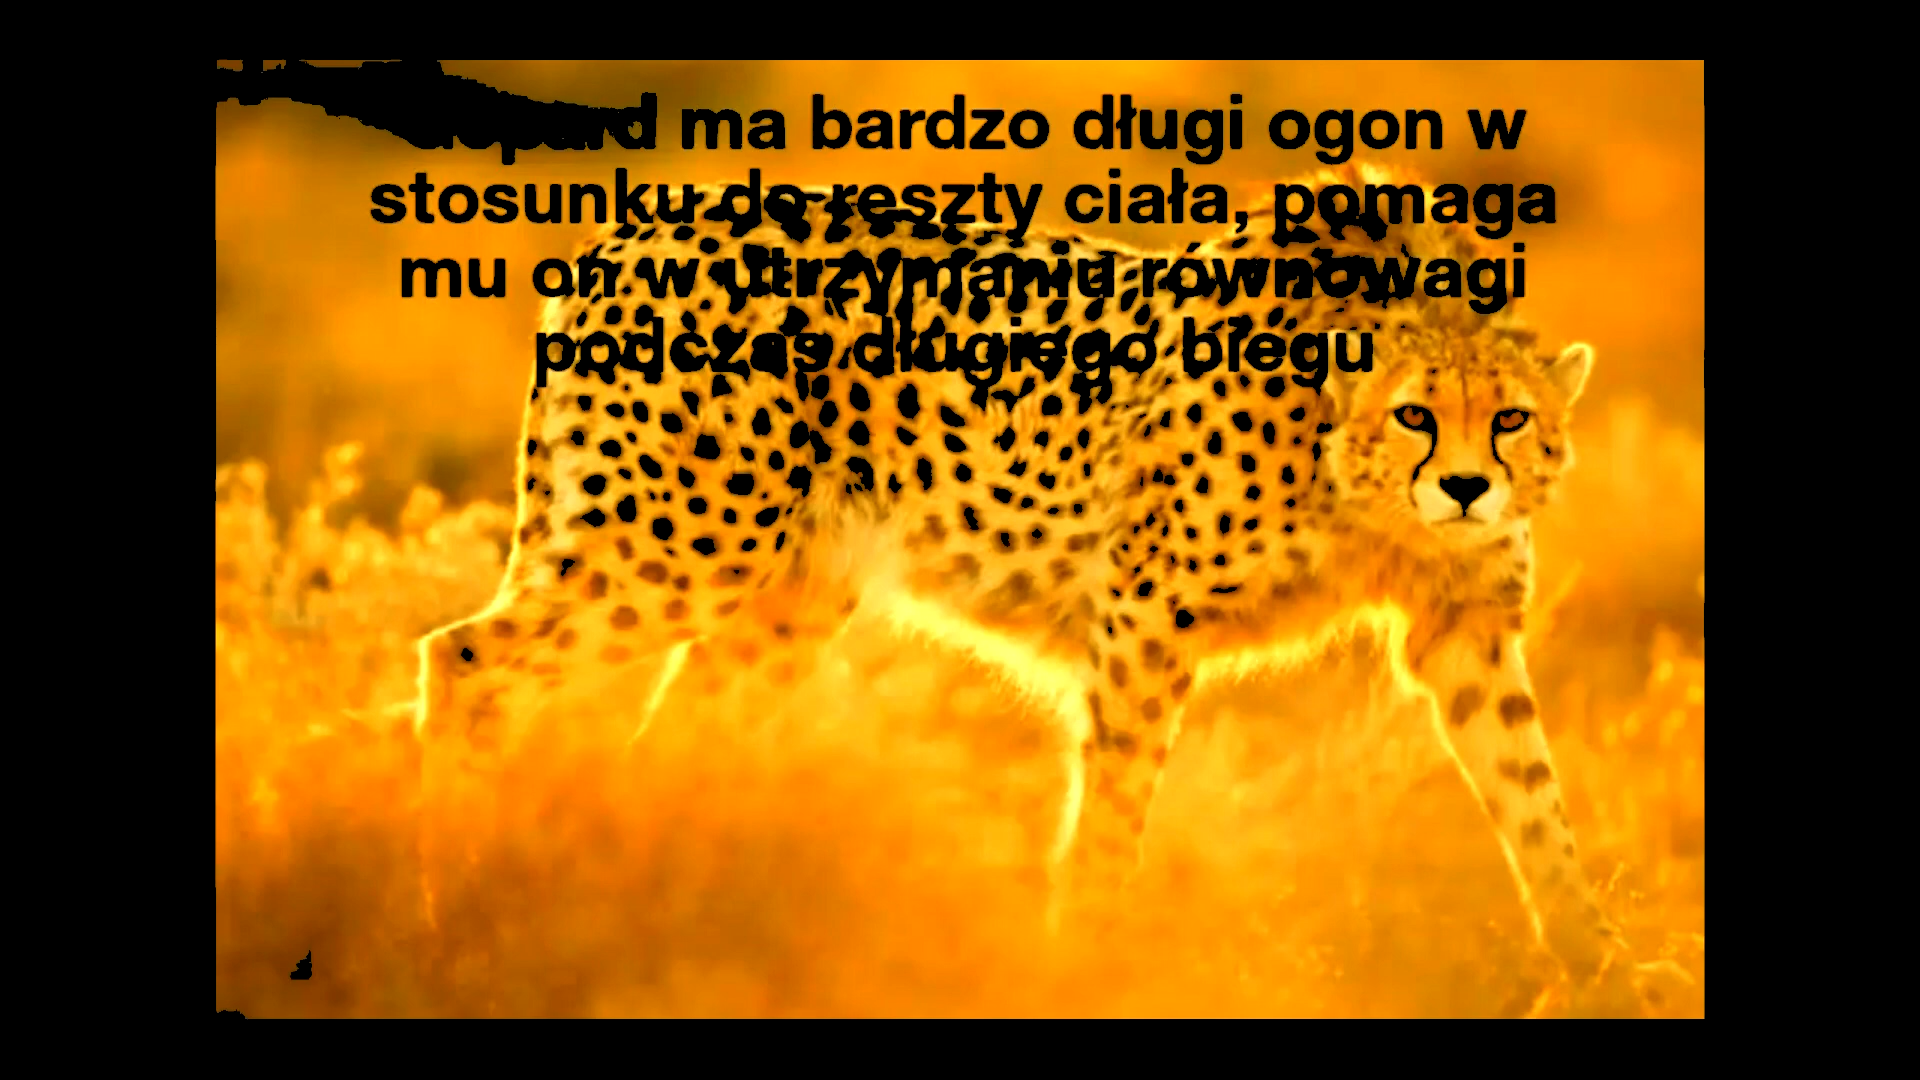 ma bardzo długi ogon w
stosunku do reszty ciała, pomaga
mu on w utrzymaniu równowagi
podczas długiego biegu